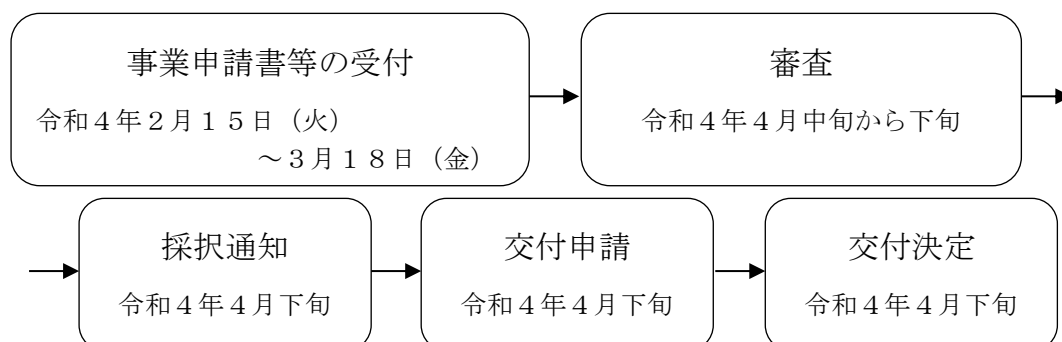 事業申請書等の受付
令和４年２月１５日（火）
～３月１８日（金）
審査
令和４年４月中旬から下旬
採択通知
令和４年４月下旬
交付申請
令和４年４月下旬
交付決定
令和４年４月下旬